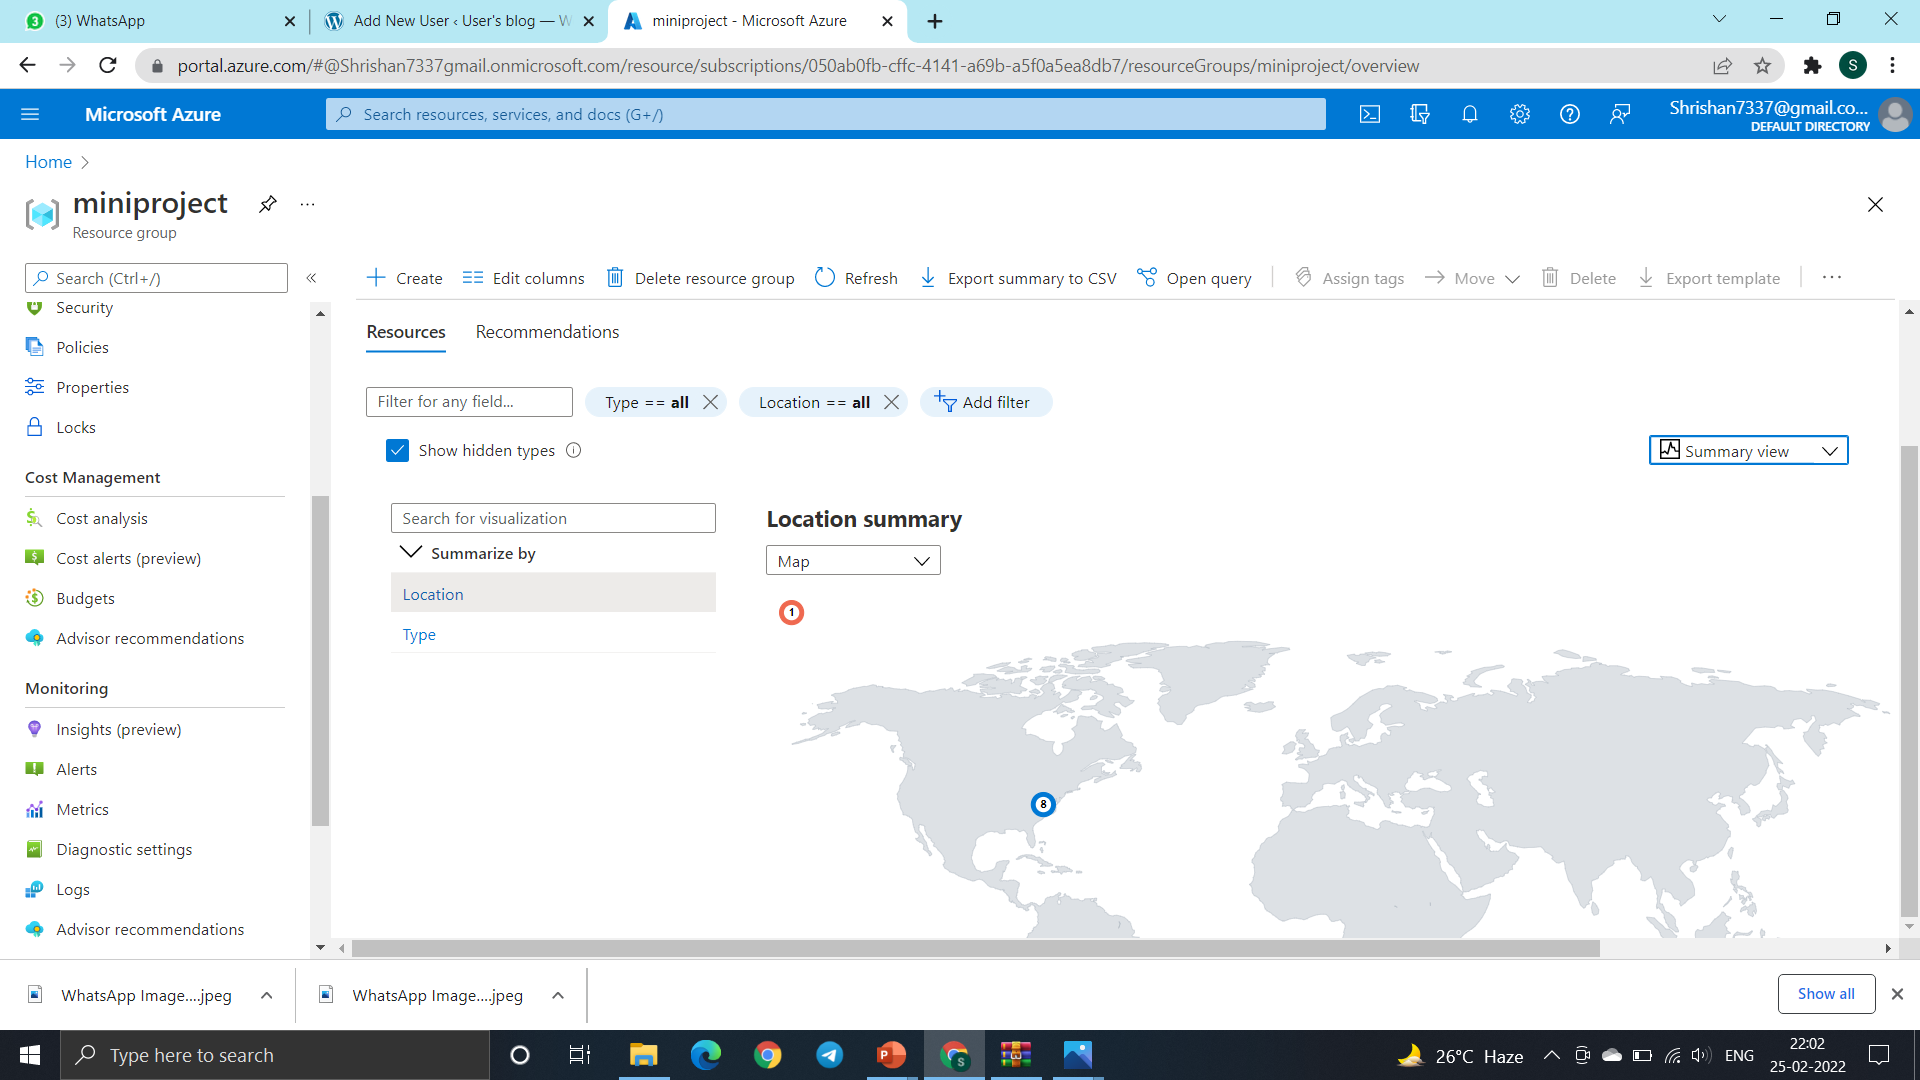 (3) WhatsApp
Add New User ‹ User's blog — W
miniproject - Microsoft Azure
portal.azure.com/#@Shrishan7337gmail.onmicrosoft.com/resource/subscriptions/050ab0fb-cffc-4141-a69b-a5f0a5ea8db7/resourceGroups/miniproject/overview
S
Microsoft Azure
Search resources, services, and docs (G+/)
Shrishan7337@gmail.co...
DEFAULT DIRECTORY
Home
miniproject
Resource group
Search (Ctrl+/)
Create
Edit columns
Delete resource group
Refresh
Export summary to CSV
Open query
Assign tags
Move
Delete
Export template
Security
Policies
Properties
Locks
Cost Management
Cost analysis
Cost alerts (preview)
Budgets
Advisor recommendations
Monitoring
Insights (preview)
Alerts
Metrics
Diagnostic settings
Logs
Advisor recommendations
Resources
Recommendations
Filter for any field...
Type == all
Location == all
Add filter
Show hidden types
Summary view
Search for visualization
Summarize by
Location
Type
Location summary
Map
1
8
WhatsApp Image....jpeg
WhatsApp Image....jpeg
Show all
Type here to search
26°C Haze
ENG
22:02
25-02-2022